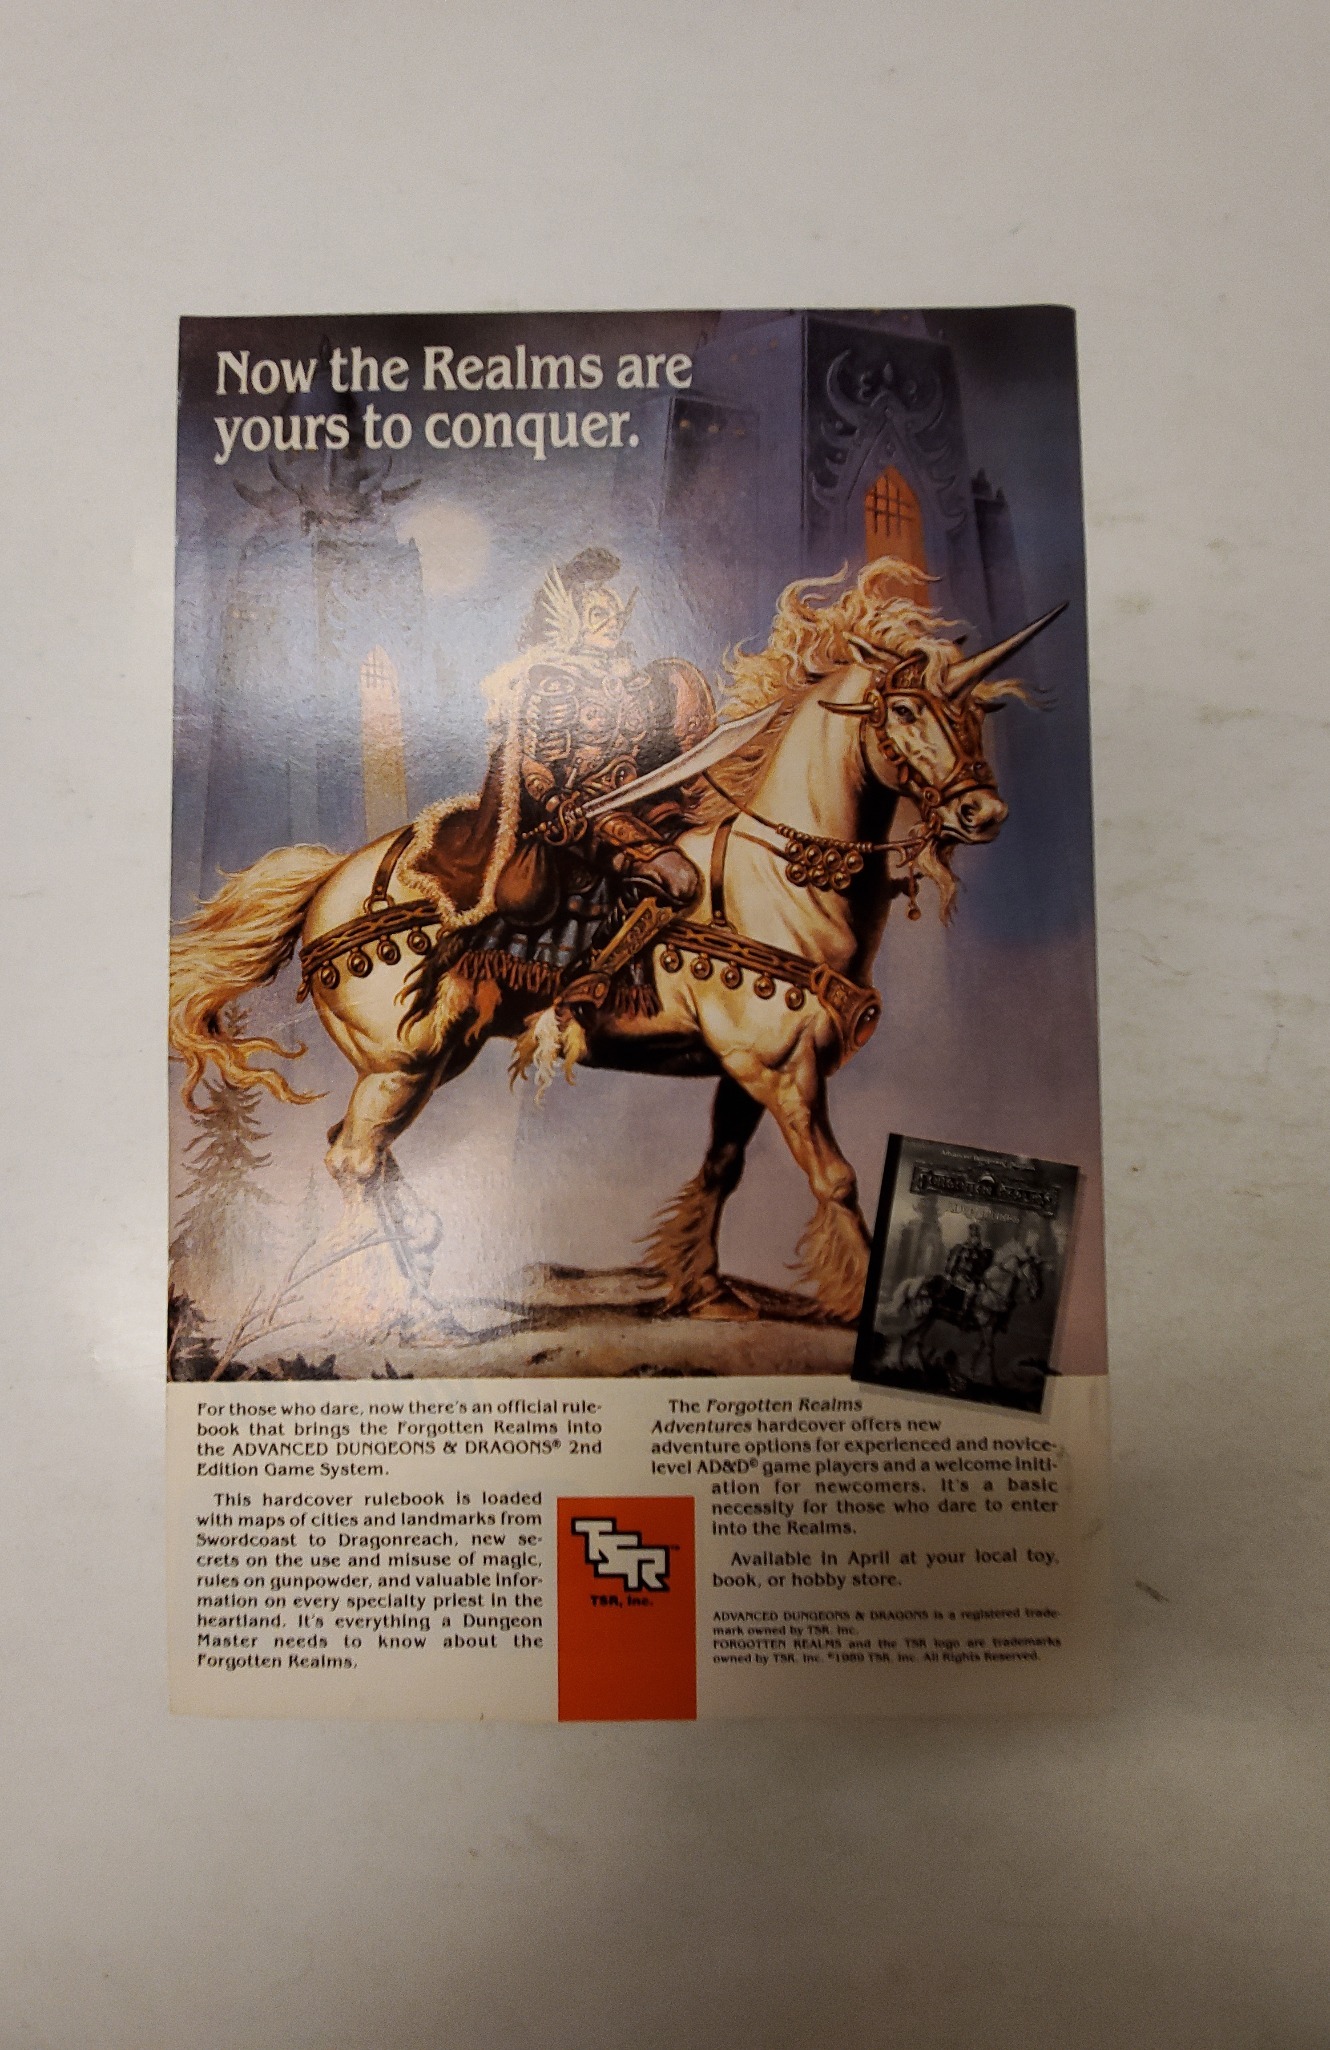 Now the Realms are
yours to conquer.
FORGOTTEN REALMS
For those who dare, now there's an official rule-
book that brings the Forgotten Realms into
the ADVANCED DUNGEONS & DRAGONS® 2nd
Edition Game System.
This hardcover rulebook is loaded
with maps of cities and landmarks from
Swordcoast to Dragonreach, new se-
crets on the use and misuse of magic,
rules on gunpowder, and valuable infor-
mation on every specialty priest in the
heartland. It's everything a Dungeon
Master needs to know about the
Forgotten Realms.
TSR™
TSR, Inc.
The Forgotten Realms
Adventures hardcover offers new
adventure options for experienced and novice-
level AD&D® game players and a welcome initi-
ation for newcomers. It's a basic
necessity for those who dare to enter
into the Realms.
Available in April at your local toy,
book, or hobby store.
ADVANCED DUNGEONS & DRAGONS is a registered trade-
mark owned by TSR, Inc.
FORGOTTEN REALMS and the TSR logo are trademarks
owned by TSR, Inc. ©1989 TSR, Inc. All Rights Reserved.